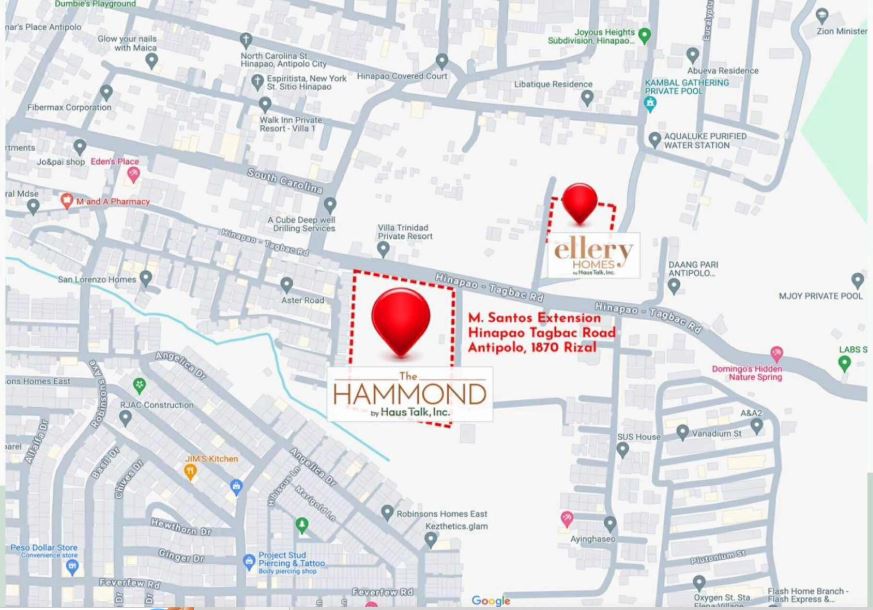 Dumbie's Playground
nar's Place Antipolo
Glow your nails
with Maica
North Carolina St.
Hinapao, Antipolo City
Joyous Heights
Subdivision, Hinapao...
Eucalyptu
Zion Minister
Espiritista, New York
St. Sitio Hinapao
Hinapao Covered Court
Libatique Residence
Abueva Residence
KAMBAL GATHERING
PRIVATE POOL
Fibermax Corporation
Walk Inn Private
Resort - Villa 1
AQUALUKE PURIFIED
WATER STATION
rtments
Jo&pai shop
Eden's Place
South Carolina
ral Mdse
M and A Pharmacy
A Cube Deep well
Drilling Services
Hinapao - Tagbac Rd
Villa Trinidad
Private Resort
ellery
HOMES
by Haus Talk, Inc.
DAANG PARI
ANTIPOLO...
San Lorenzo Homes
Aster Road
Hinapao - Tagbac Rd
Hinapao - Tagbac Rd
MJOY PRIVATE POOL
M. Santos Extension
Hinapao Tagbac Road
Antipolo, 1870 Rizal
LABS S
Domingo's Hidden
Nature Spring
Angelica Dr
Robinsons Ave
ons Homes East
The
HAMMOND
by Haus Talk, Inc.
RJAC Construction
A&A2
Vanadium St
SUS House
Alfalfa Dr
parel
Basil Dr
Chives Dr
JIM'S Kitchen
Angelica Dr
Hibiscus Ln
Marigold Ln
Robinsons Homes East
Kezthetics.glam
Hawthorn Dr
Ayinghaseo
Peso Dollar Store
Convenience store
Ginger Dr
Project Stud
Piercing & Tattoo
Body piercing shop
Plutonium St
Feverfew Rd
Feverfew Rd
Google
Oxygen St. Sta
Elena Village
Flash Home Branch -
Flash Express &...